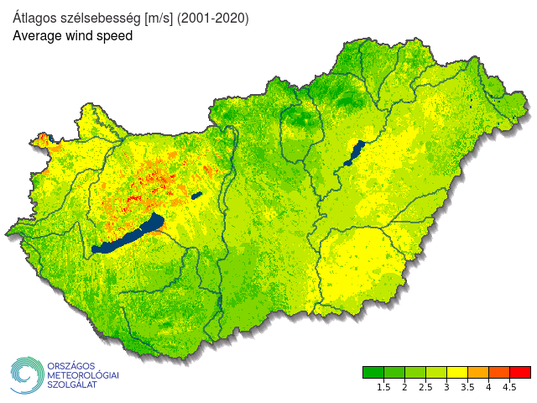 Átlagos szélsebesség [m/s] (2001-2020)
Average wind speed
ORSZÁGOS
METEOROLÓGIAI
SZOLGÁLAT
1.5 2 2.5 3 3.5 4 4.5